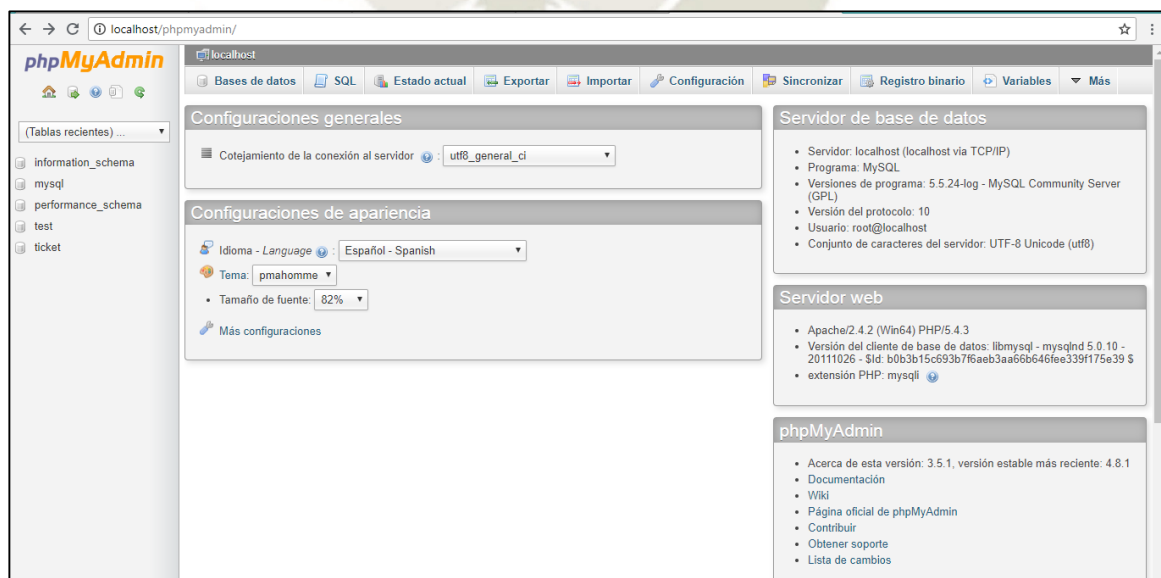 localhost/phpmyadmin/
phpMyAdmin
(Tablas recientes) ...
information_schema
mysql
performance_schema
test
ticket
localhost
Bases de datos SQL Estado actual Exportar Importar Configuración Sincronizar Registro binario Variables Más
Configuraciones generales
Cotejamiento de la conexión al servidor : utf8_general_ci
Configuraciones de apariencia
Idioma - Language : Español - Spanish
Tema: pmahomme
Tamaño de fuente: 82%
Más configuraciones
Servidor de base de datos
Servidor: localhost (localhost via TCP/IP)
Programa: MySQL
Versiones de programa: 5.5.24-log - MySQL Community Server
(GPL)
Versión del protocolo: 10
Usuario: root@localhost
Conjunto de caracteres del servidor: UTF-8 Unicode (utf8)
Servidor web
Apache/2.4.2 (Win64) PHP/5.4.3
Versión del cliente de base de datos: libmysql - mysqlnd 5.0.10 -
20111026 - $Id: b0b3b15c693b7f6aeb3aa66b646fee339f175e39 $
extensión PHP: mysqli
phpMyAdmin
Acerca de esta versión: 3.5.1, versión estable más reciente: 4.8.1
Documentación
Wiki
Página oficial de phpMyAdmin
Contribuir
Obtener soporte
Lista de cambios